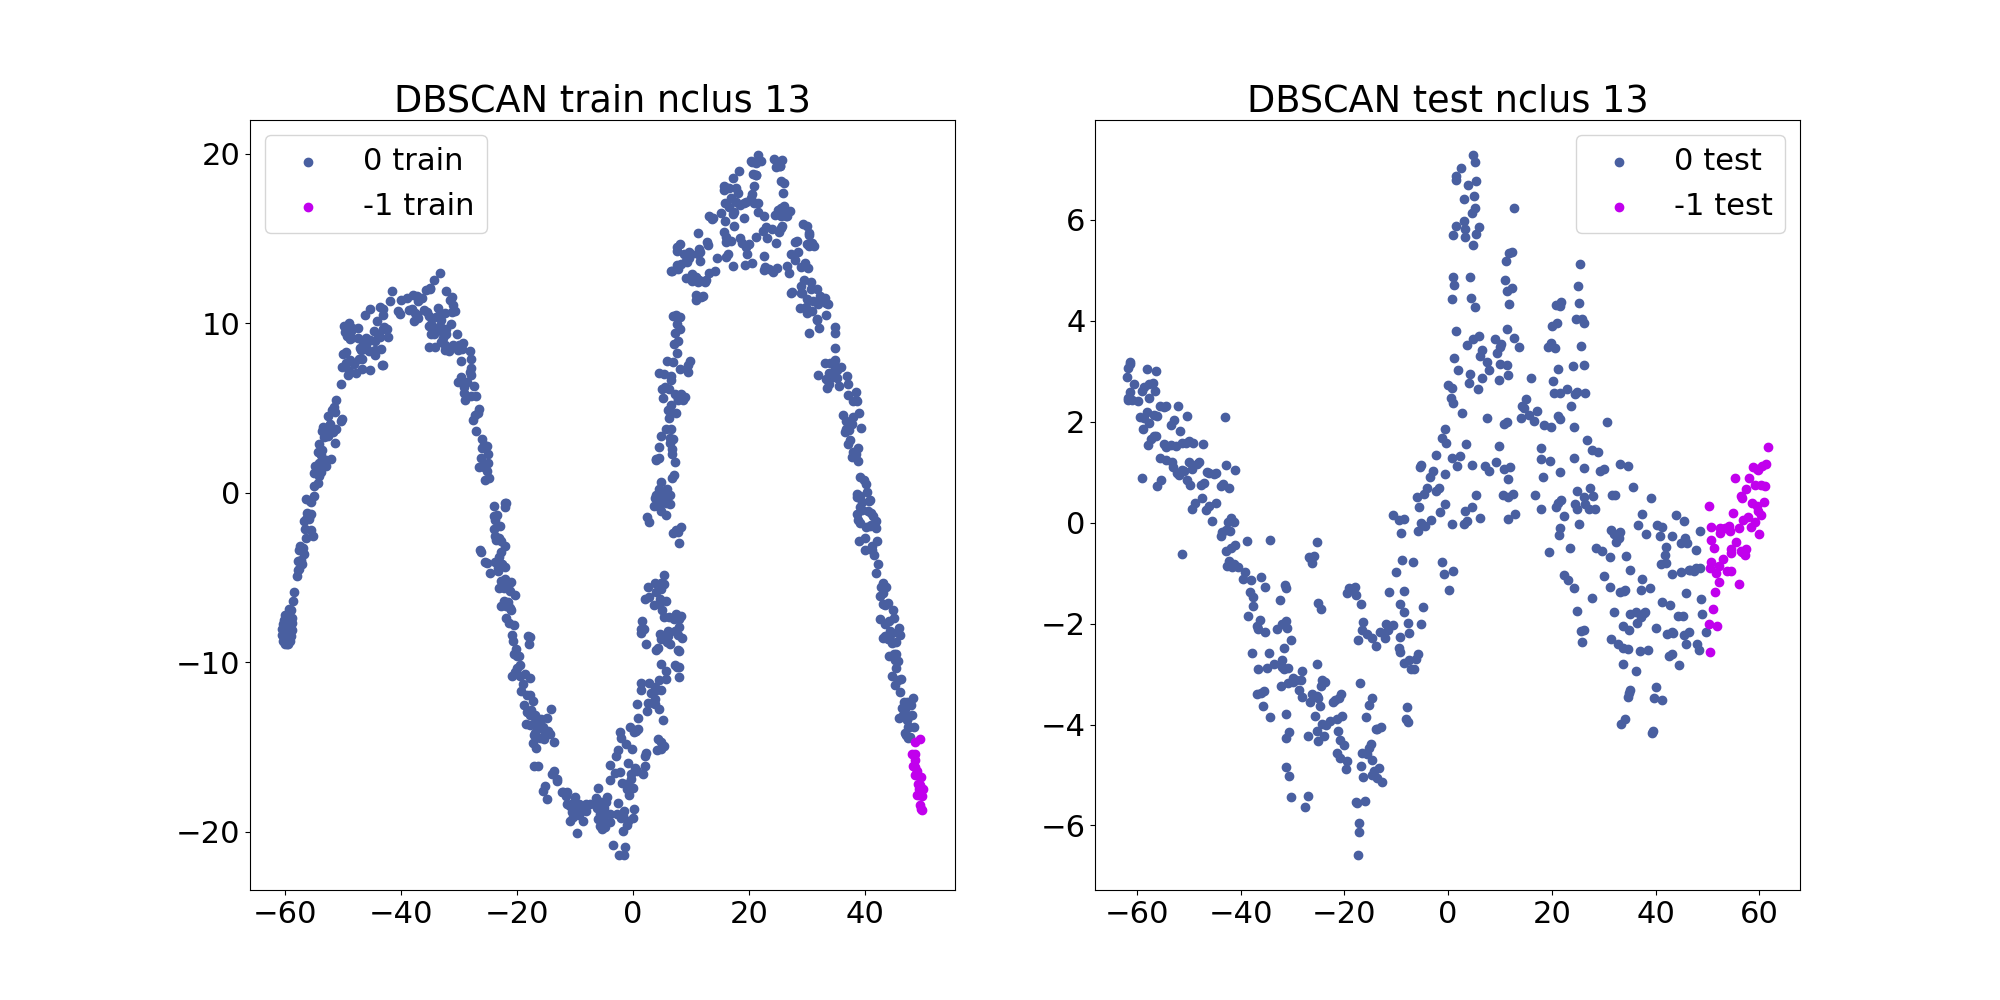 DBSCAN train nclus 13
0 train
-1 train
20
10
0
−10
−20
−60 −40 −20 0 20 40
DBSCAN test nclus 13
0 test
-1 test
6
4
2
0
−2
−4
−6
−60 −40 −20 0 20 40 60